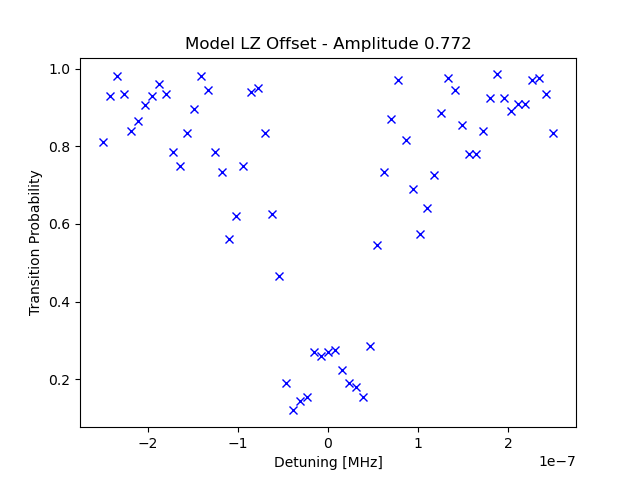 Model LZ Offset - Amplitude 0.772
1.0
0.8
0.6
0.4
0.2
Transition Probability
−2
−1
0
1
2
1e−7
Detuning [MHz]